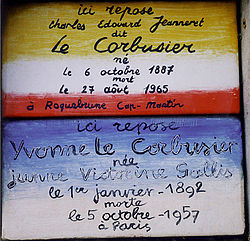 ici repose
Charles Edouard Jeanneret
dit
Le Corbusier
né
le 6 octobre 1887
mort
le 27 août 1965
à Roquebrune Cap-Martin
ici repose
Yvonne Le Corbusier
née
Jeanne Victorine Gallis
le 1er janvier-1892
morte
le 5 octobre-1957
à Paris